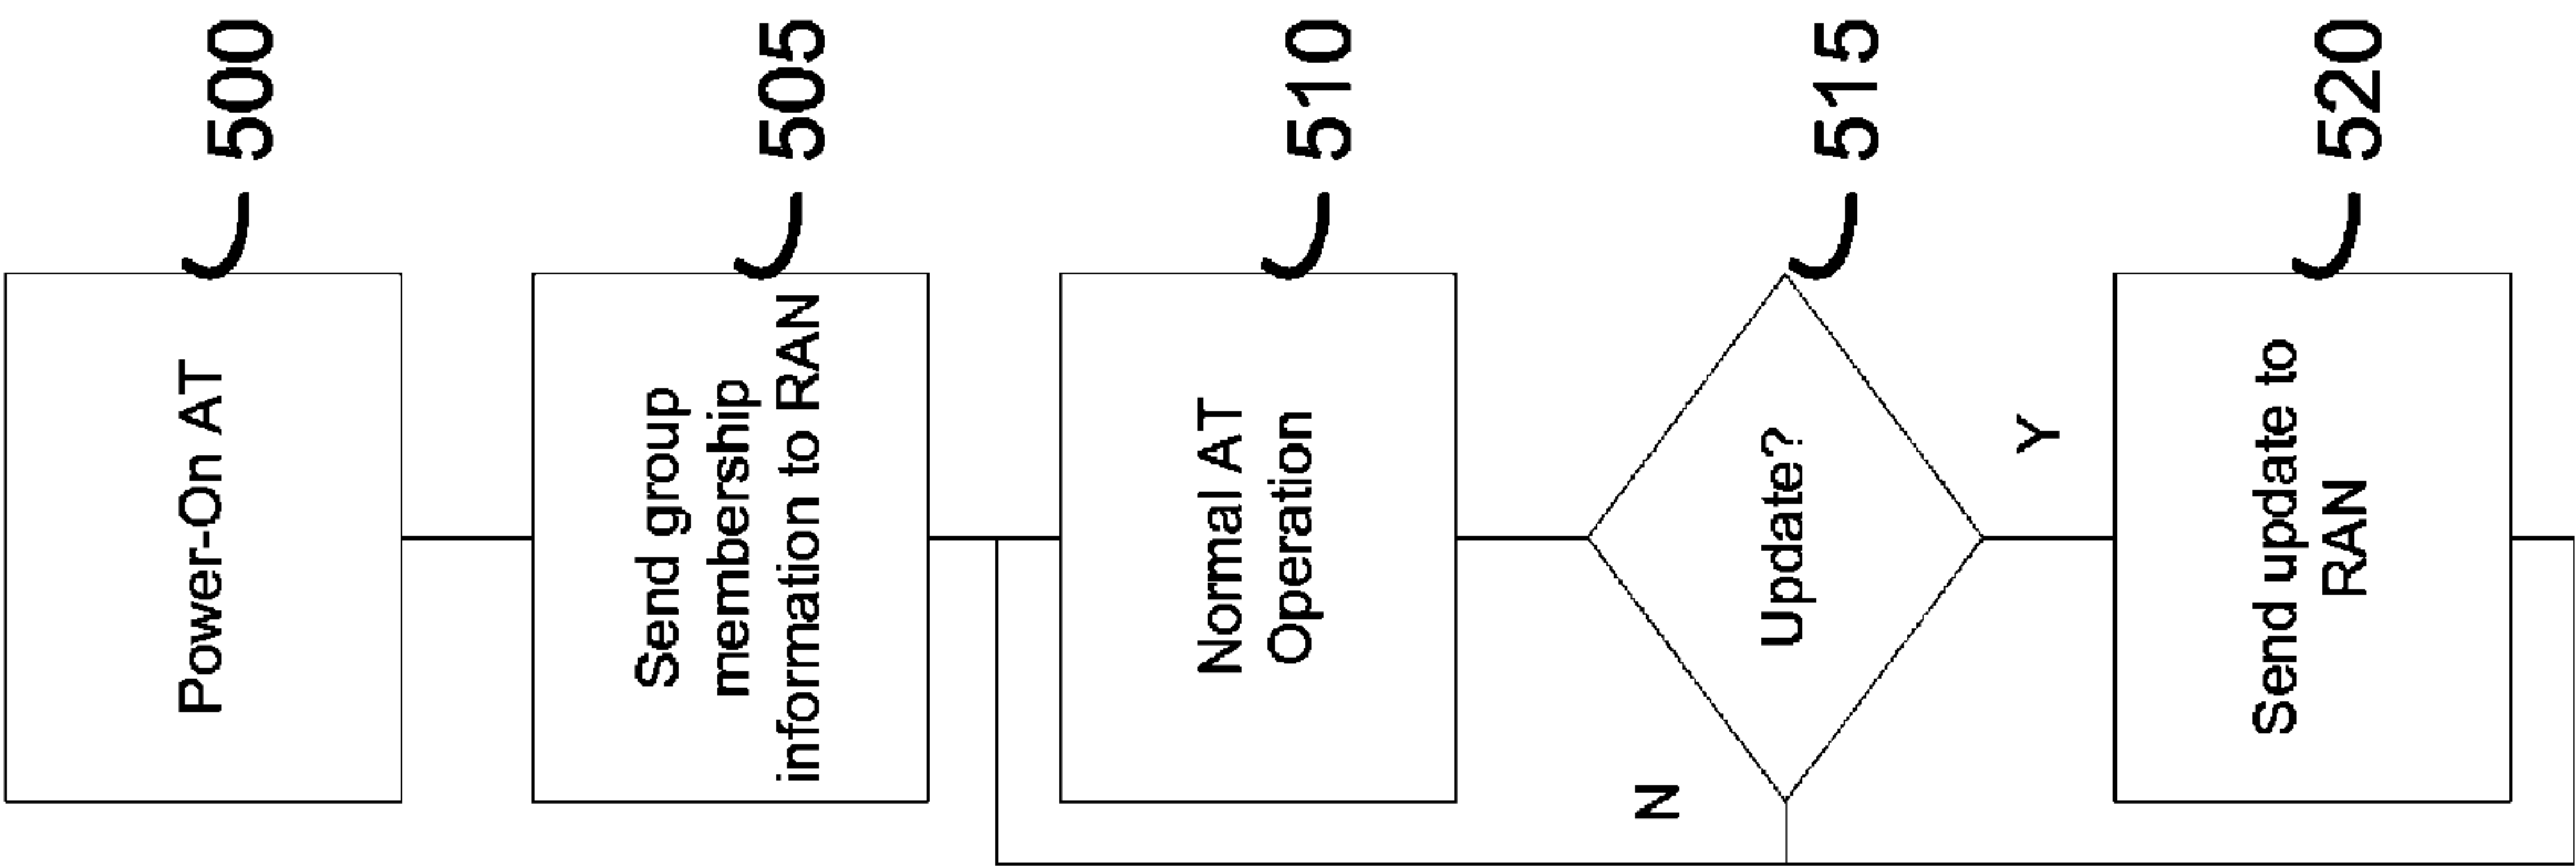 Power-On AT
500
Send group
membership
information to RAN
505
Normal AT
Operation
510
Update?
515
N
Y
Send update to
RAN
520